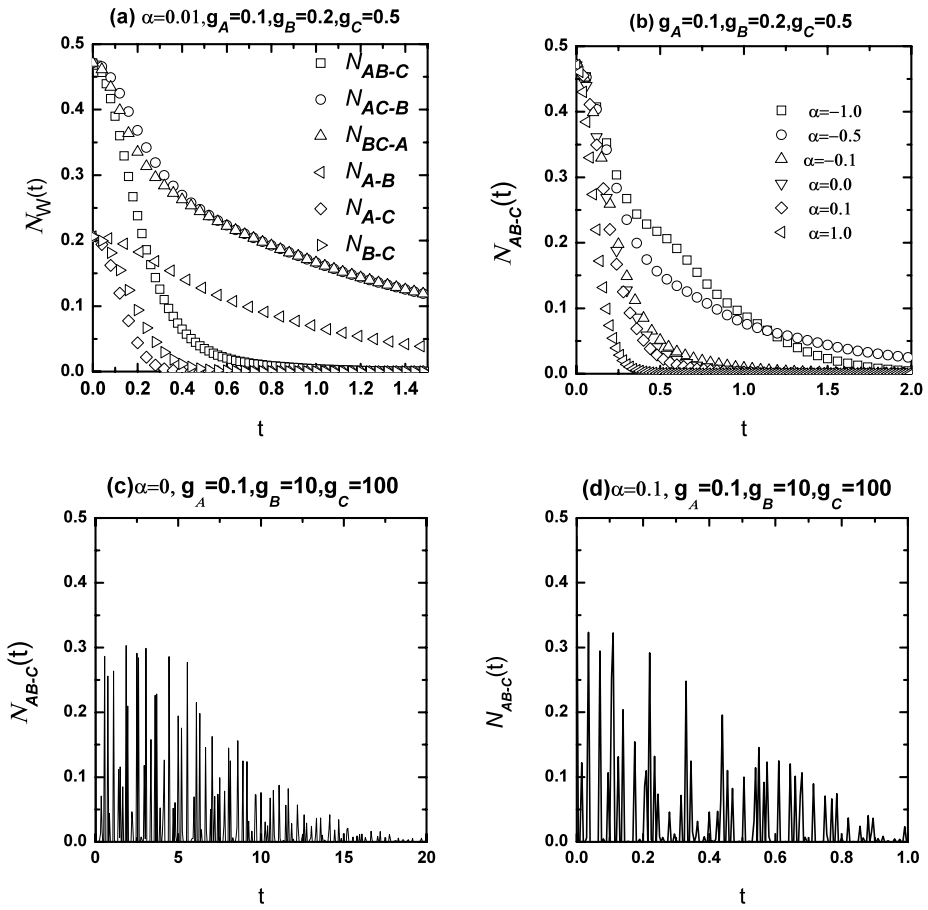 (a) α=0.01,g_A=0.1,g_B=0.2,g_C=0.5
N_W(t)
0.5
0.4
0.3
0.2
0.1
0.0
N_AB-C
N_AC-B
N_BC-A
N_A-B
N_A-C
N_B-C
0.0 0.2 0.4 0.6 0.8 1.0 1.2 1.4
t
(b) g_A=0.1,g_B=0.2,g_C=0.5
N_AB-C(t)
0.5
0.4
0.3
0.2
0.1
0.0
α=−1.0
α=−0.5
α=−0.1
α=0.0
α=0.1
α=1.0
0.0 0.5 1.0 1.5 2.0
t
(c)α=0, g_A=0.1,g_B=10,g_C=100
N_AB-C(t)
0.5
0.4
0.3
0.2
0.1
0.0
0 5 10 15 20
t
(d)α=0.1, g_A=0.1,g_B=10,g_C=100
N_AB-C(t)
0.5
0.4
0.3
0.2
0.1
0.0
0.0 0.2 0.4 0.6 0.8 1.0
t